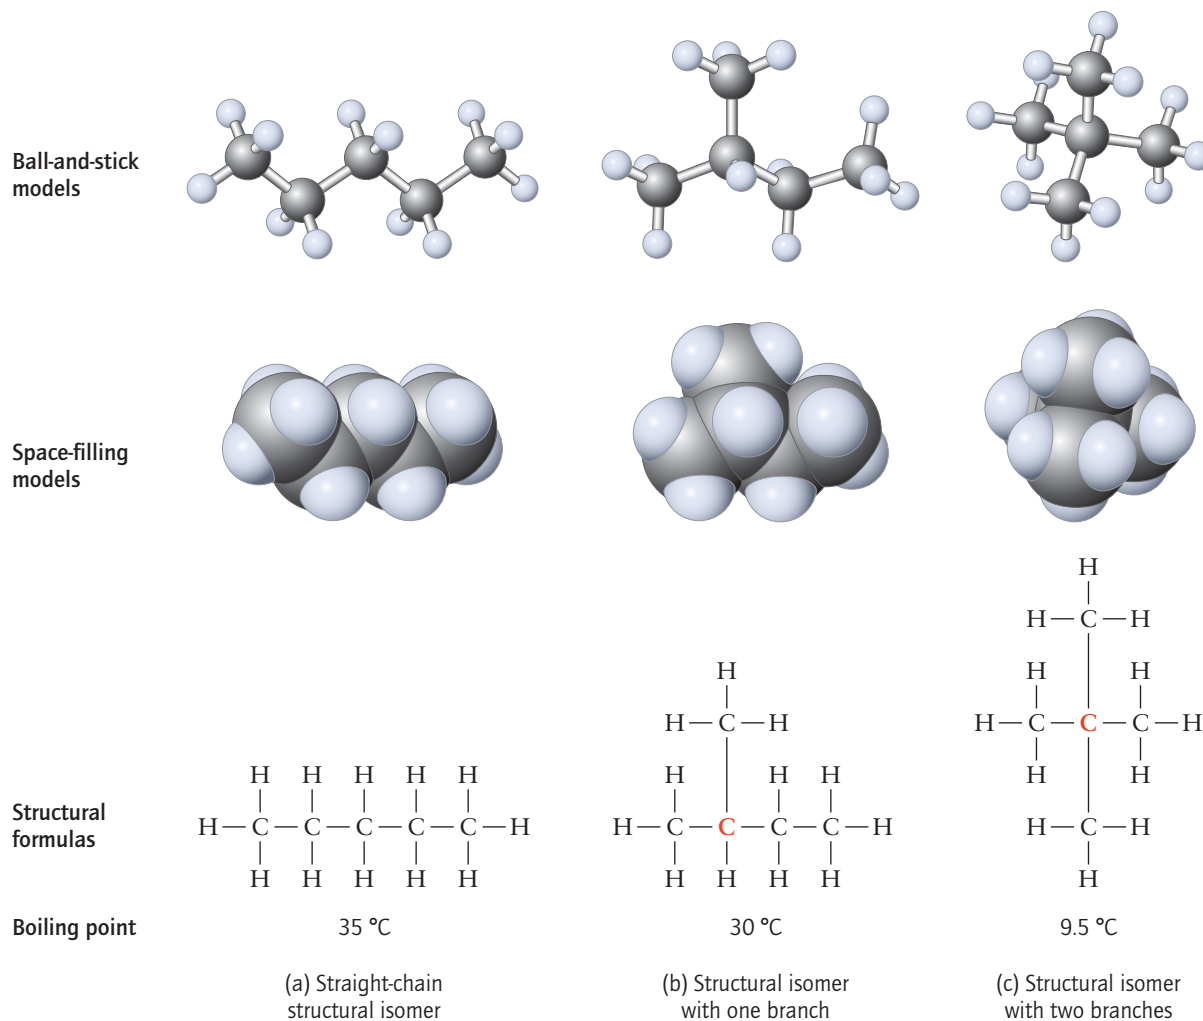 Ball-and-stick
models
Space-filling
models
H
H—C—H
H H
H H—C—C—C—H
H—C—H H H
H H H H H H H H
Structural
formulas
H—C—C—C—C—C—H H—C—C—C—C—H H—C—H
H H H H H H H H H H
Boiling point 35 °C 30 °C 9.5 °C
(a) Straight-chain
structural isomer
(b) Structural isomer
with one branch
(c) Structural isomer
with two branches